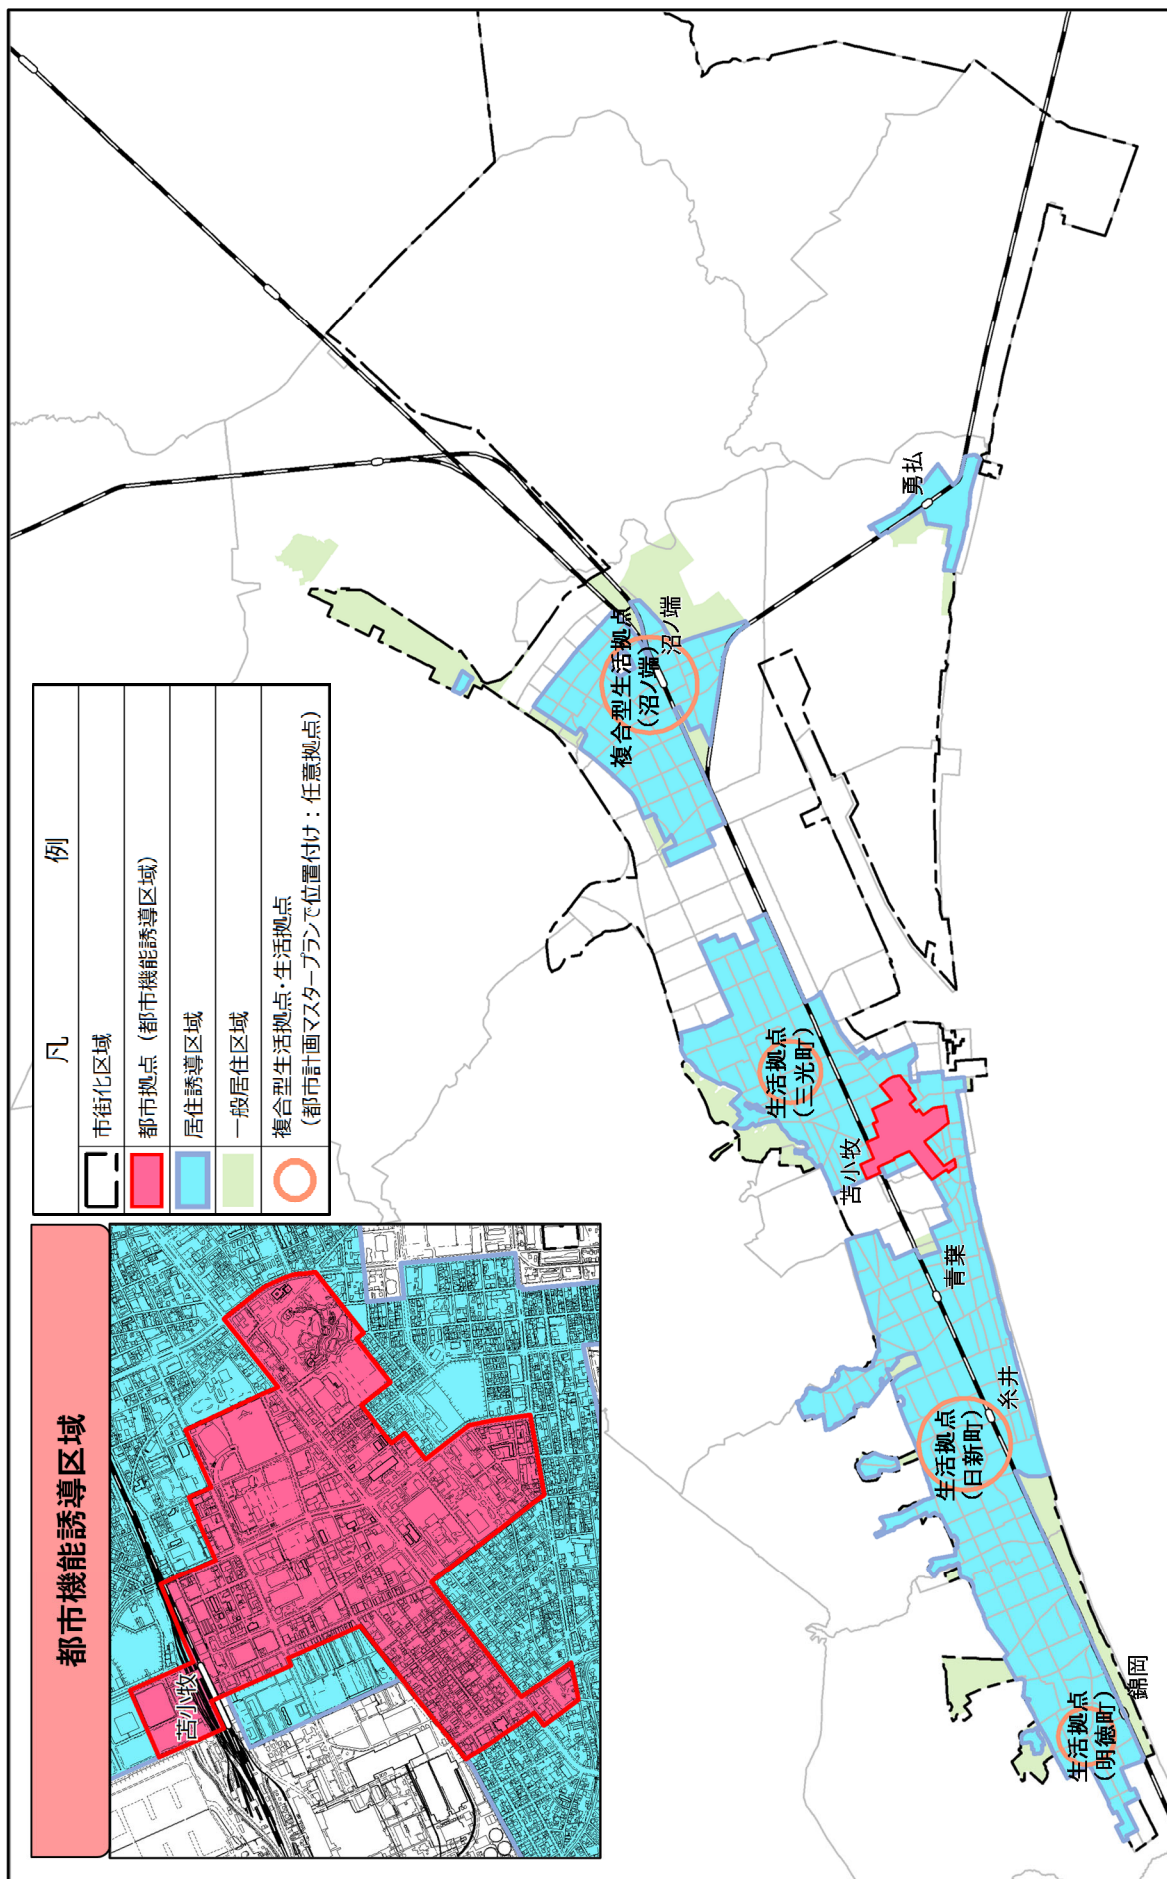 都市機能誘導区域
苫小牧
凡例
市街化区域
都市拠点（都市機能誘導区域）
居住誘導区域
一般居住区域
複合型生活拠点・生活拠点
（都市計画マスタープランで位置付け：任意拠点）
生活拠点
（明徳町）
錦岡
生活拠点
（日新町）
糸井
青葉
苫小牧
生活拠点
（三光町）
複合型生活拠点
（沼ノ端）
沼ノ端
勇払